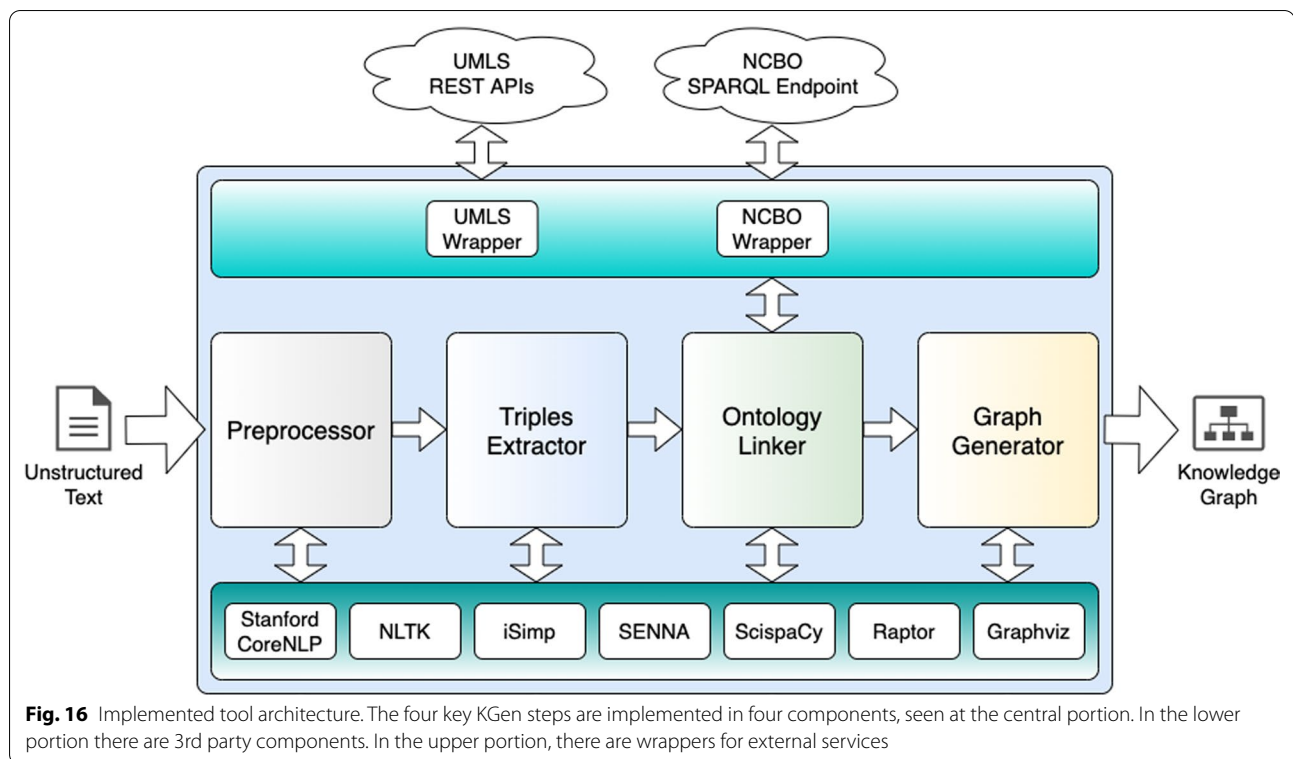 UMLS
REST APIs
NCBO
SPARQL Endpoint
UMLS
Wrapper
NCBO
Wrapper
Unstructured
Text
Preprocessor
Triples
Extractor
Ontology
Linker
Graph
Generator
Knowledge
Graph
Stanford
CoreNLP
NLTK
iSimp
SENNA
ScispaCy
Raptor
Graphviz
Fig. 16 Implemented tool architecture. The four key KGen steps are implemented in four components, seen at the central portion. In the lower
portion there are 3rd party components. In the upper portion, there are wrappers for external services